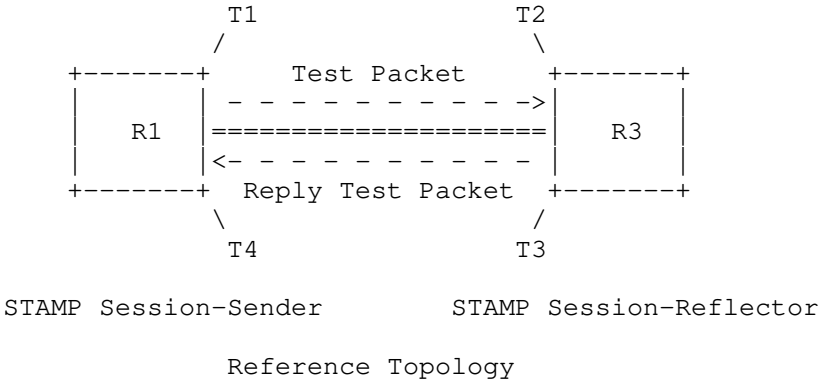 T1 T2
Test Packet
R1 R3
Reply Test Packet
T4 T3
STAMP Session-Sender STAMP Session-Reflector
Reference Topology